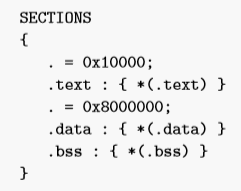 SECTIONS
{
. = 0x10000;
.text : { *(.text) }
. = 0x8000000;
.data : { *(.data) }
.bss : { *(.bss) }
}